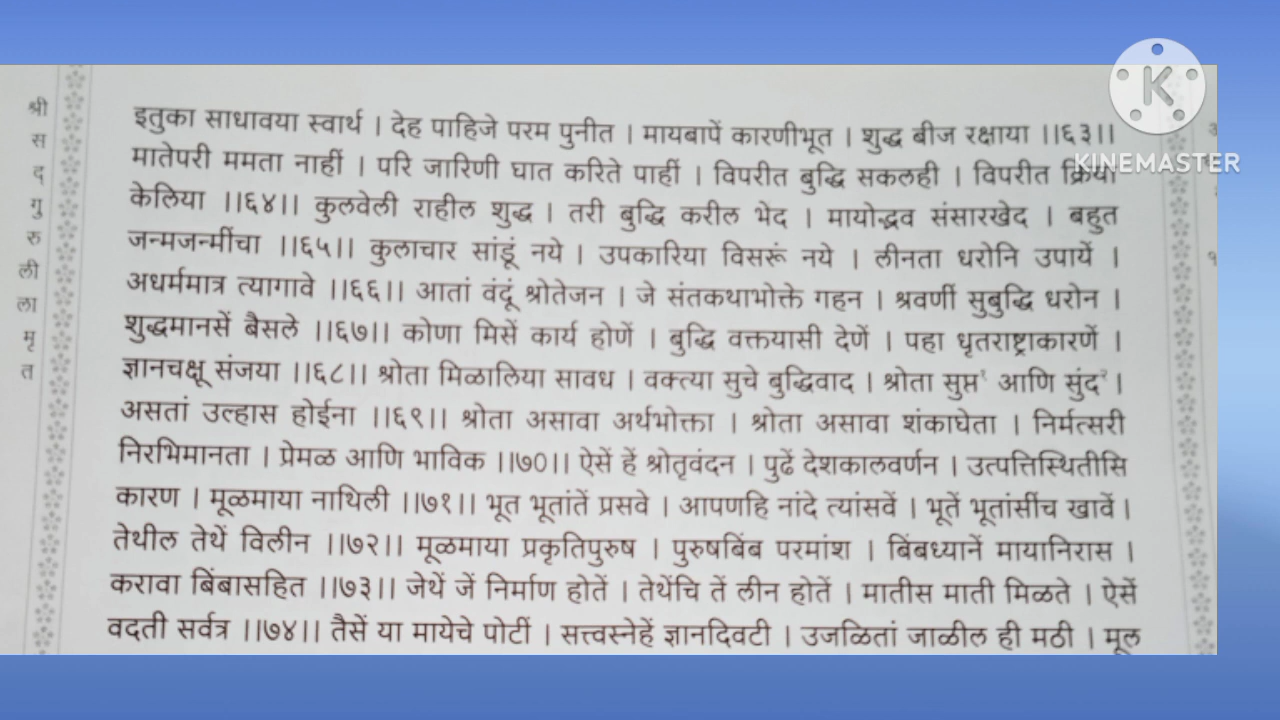 श्री
स
द्
गु
रु
ली
ला
मृ
त
इतुका साधावया स्वार्थ । देह पाहिजे परम पुनीत । मायबापें कारणीभूत । शुद्ध बीज रक्षाया ।।६३।।
मातेपरी ममता नाहीं । परि जारिणी घात करिते पाहीं । विपरीत बुद्धि सकलही । विपरीत क्रिया
केलिया ।।६४।। कुलवेली राहील शुद्ध । तरी बुद्धि करील भेद । मायोद्भव संसारखेद । बहुत
जन्मजन्मींचा ।।६५।। कुलाचार सांडूं नये । उपकारिया विसरूं नये । लीनता धरोनि उपायें ।
अधर्ममात्र त्यागावे ।।६६।। आतां वंदूं श्रोतेजन । जे संतकथाभोक्ते गहन । श्रवणीं सुबुद्धि धरोन ।
शुद्धमानसें बैसले ।।६७।। कोणा मिसें कार्य होणें । बुद्धि वक्तयासी देणें । पहा धृतराष्ट्राकारणें ।
ज्ञानचक्षू संजया ।।६८।। श्रोता मिळालिया सावध । वक्त्या सुचे बुद्धिवाद । श्रोता सुप्त१ आणि सुंद२ ।
असतां उल्हास होईना ।।६९।। श्रोता असावा अर्थभोक्ता । श्रोता असावा शंकाघेता । निर्मत्सरी
निरभिमानता । प्रेमळ आणि भाविक ।।७०।। ऐसें हें श्रोतृवंदन । पुढें देशकालवर्णन । उत्पत्तिस्थितीसि
कारण । मूळमाया नाथिली ।।७१।। भूत भूतांतें प्रसवे । आपणहि नांदे त्यांसवें । भूतें भूतांसींच खावें ।
तेथील तेथें विलीन ।।७२।। मूळमाया प्रकृतिपुरुष । पुरुषबिंब परमांश । बिंबध्यानें मायानिरास ।
करावा बिंबासहित ।।७३।। जेथें जें निर्माण होतें । तेथेंचि तें लीन होतें । मातीस माती मिळते । ऐसें
वदती सर्वत्र ।।७४।। तैसें या मायेचे पोटीं । सत्त्वस्नेहें ज्ञानदिवटी । उजळितां जाळील ही मठी । मूल
KINEMASTER